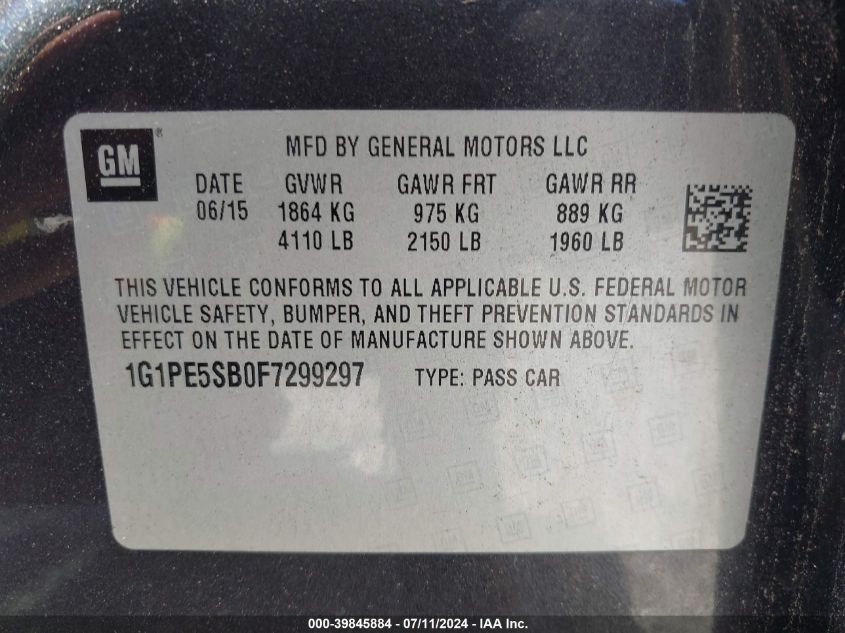 GM ®
MFD BY GENERAL MOTORS LLC
DATE GVWR GAWR FRT GAWR RR
06/15 1864 KG 975 KG 889 KG
4110 LB 2150 LB 1960 LB
THIS VEHICLE CONFORMS TO ALL APPLICABLE U.S. FEDERAL MOTOR
VEHICLE SAFETY, BUMPER, AND THEFT PREVENTION STANDARDS IN
EFFECT ON THE DATE OF MANUFACTURE SHOWN ABOVE.
1G1PE5SB0F7299297 TYPE: PASS CAR
000-39845884 - 07/11/2024 - IAA Inc.